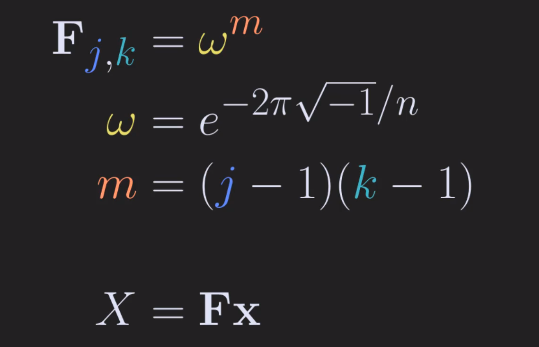 F_{j,k} = ω^m
ω = e^{-2π√-1/n}
m = (j − 1)(k − 1)
X = Fx